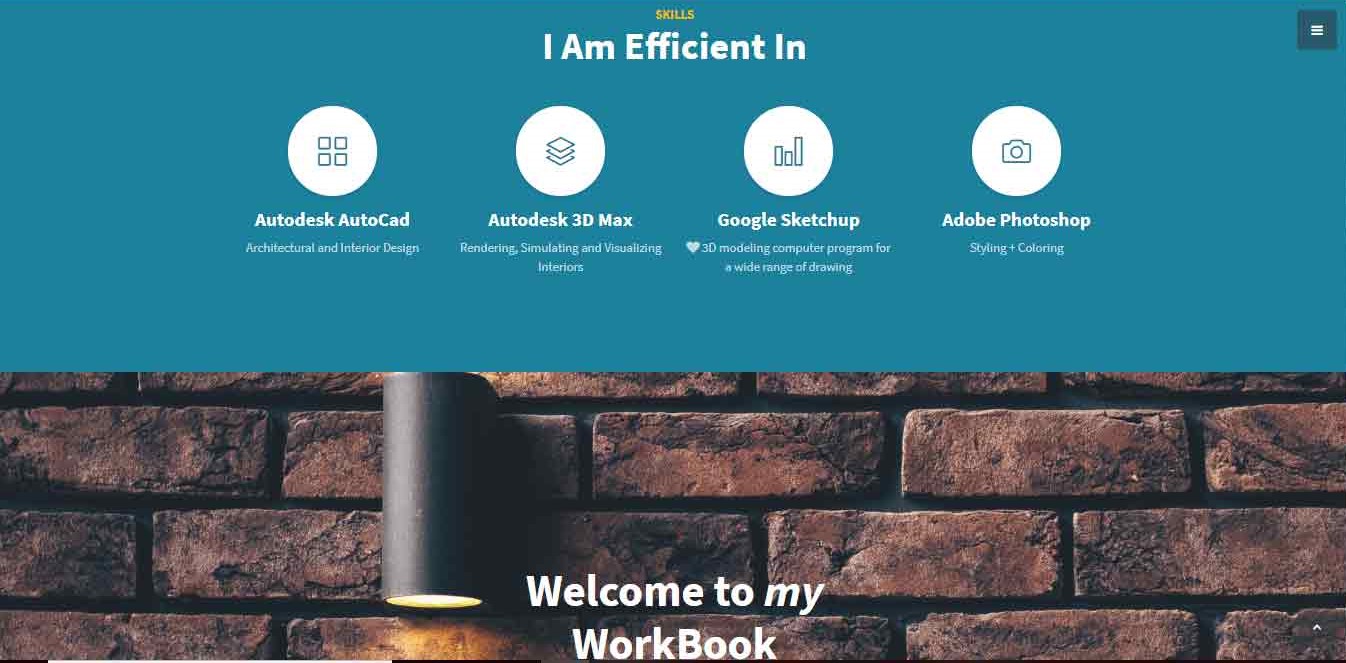 SKILLS
I Am Efficient In
Autodesk AutoCad
Architectural and Interior Design
Autodesk 3D Max
Rendering, Simulating and Visualizing
Interiors
Google Sketchup
🖤3D modeling computer program for
a wide range of drawing
Adobe Photoshop
Styling + Coloring
Welcome to my
WorkBook